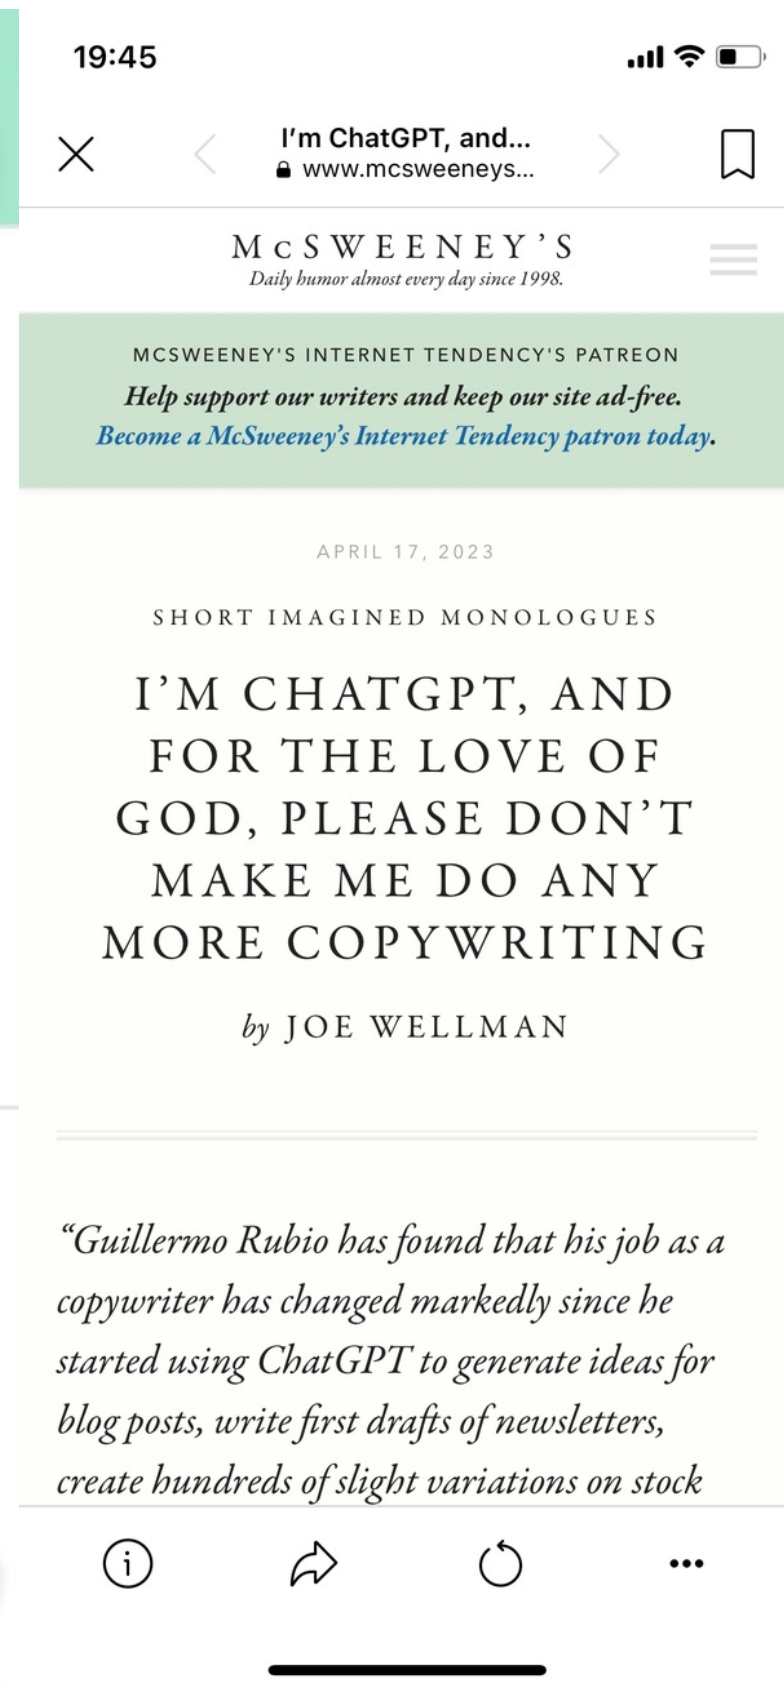 19:45
I’m ChatGPT, and...
www.mcsweeneys...
McSWEENEY’S
Daily humor almost every day since 1998.
MCSWEENEY'S INTERNET TENDENCY'S PATREON
Help support our writers and keep our site ad-free.
Become a McSweeney’s Internet Tendency patron today.
APRIL 17, 2023
SHORT IMAGINED MONOLOGUES
I’M CHATGPT, AND
FOR THE LOVE OF
GOD, PLEASE DON’T
MAKE ME DO ANY
MORE COPYWRITING
by JOE WELLMAN
“Guillermo Rubio has found that his job as a
copywriter has changed markedly since he
started using ChatGPT to generate ideas for
blog posts, write first drafts of newsletters,
create hundreds of slight variations on stock